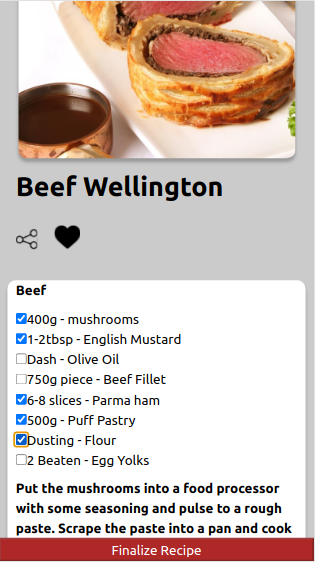 Beef Wellington
Beef
400g - mushrooms
1-2tbsp - English Mustard
Dash - Olive Oil
750g piece - Beef Fillet
6-8 slices - Parma ham
500g - Puff Pastry
Dusting - Flour
2 Beaten - Egg Yolks
Put the mushrooms into a food processor
with some seasoning and pulse to a rough
paste. Scrape the paste into a pan and cook
Finalize Recipe